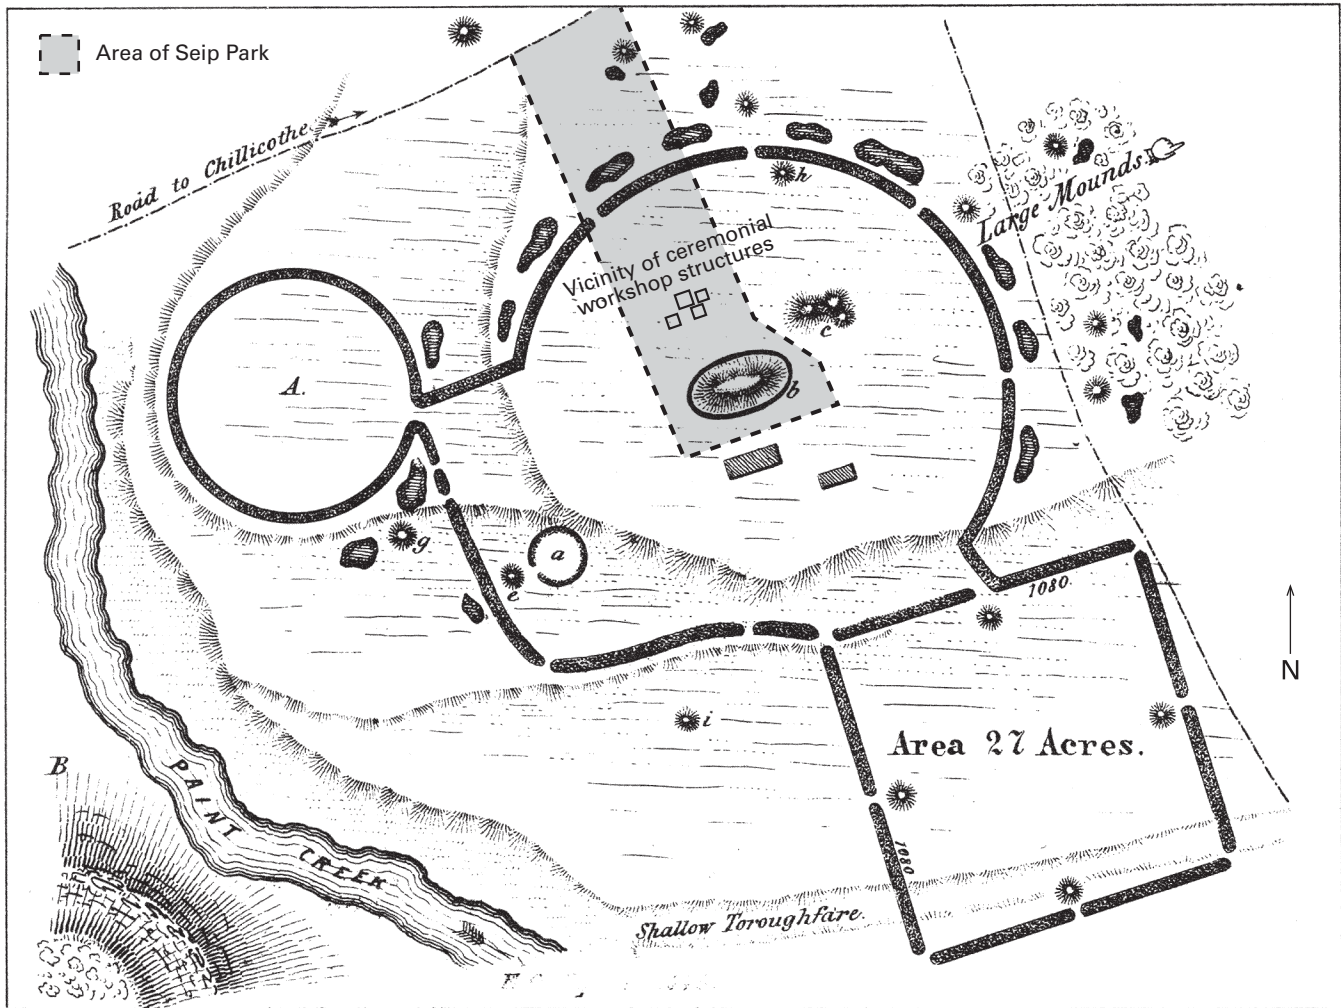 Area of Seip Park
Road to Chillicothe
Large Mounds
h
Vicinity of ceremonial
workshop structures
c
A.
b
g
a
e
1080.
N
i
Area 27 Acres.
B
PAINT
CREEK
1080
Shallow Toroughfare.